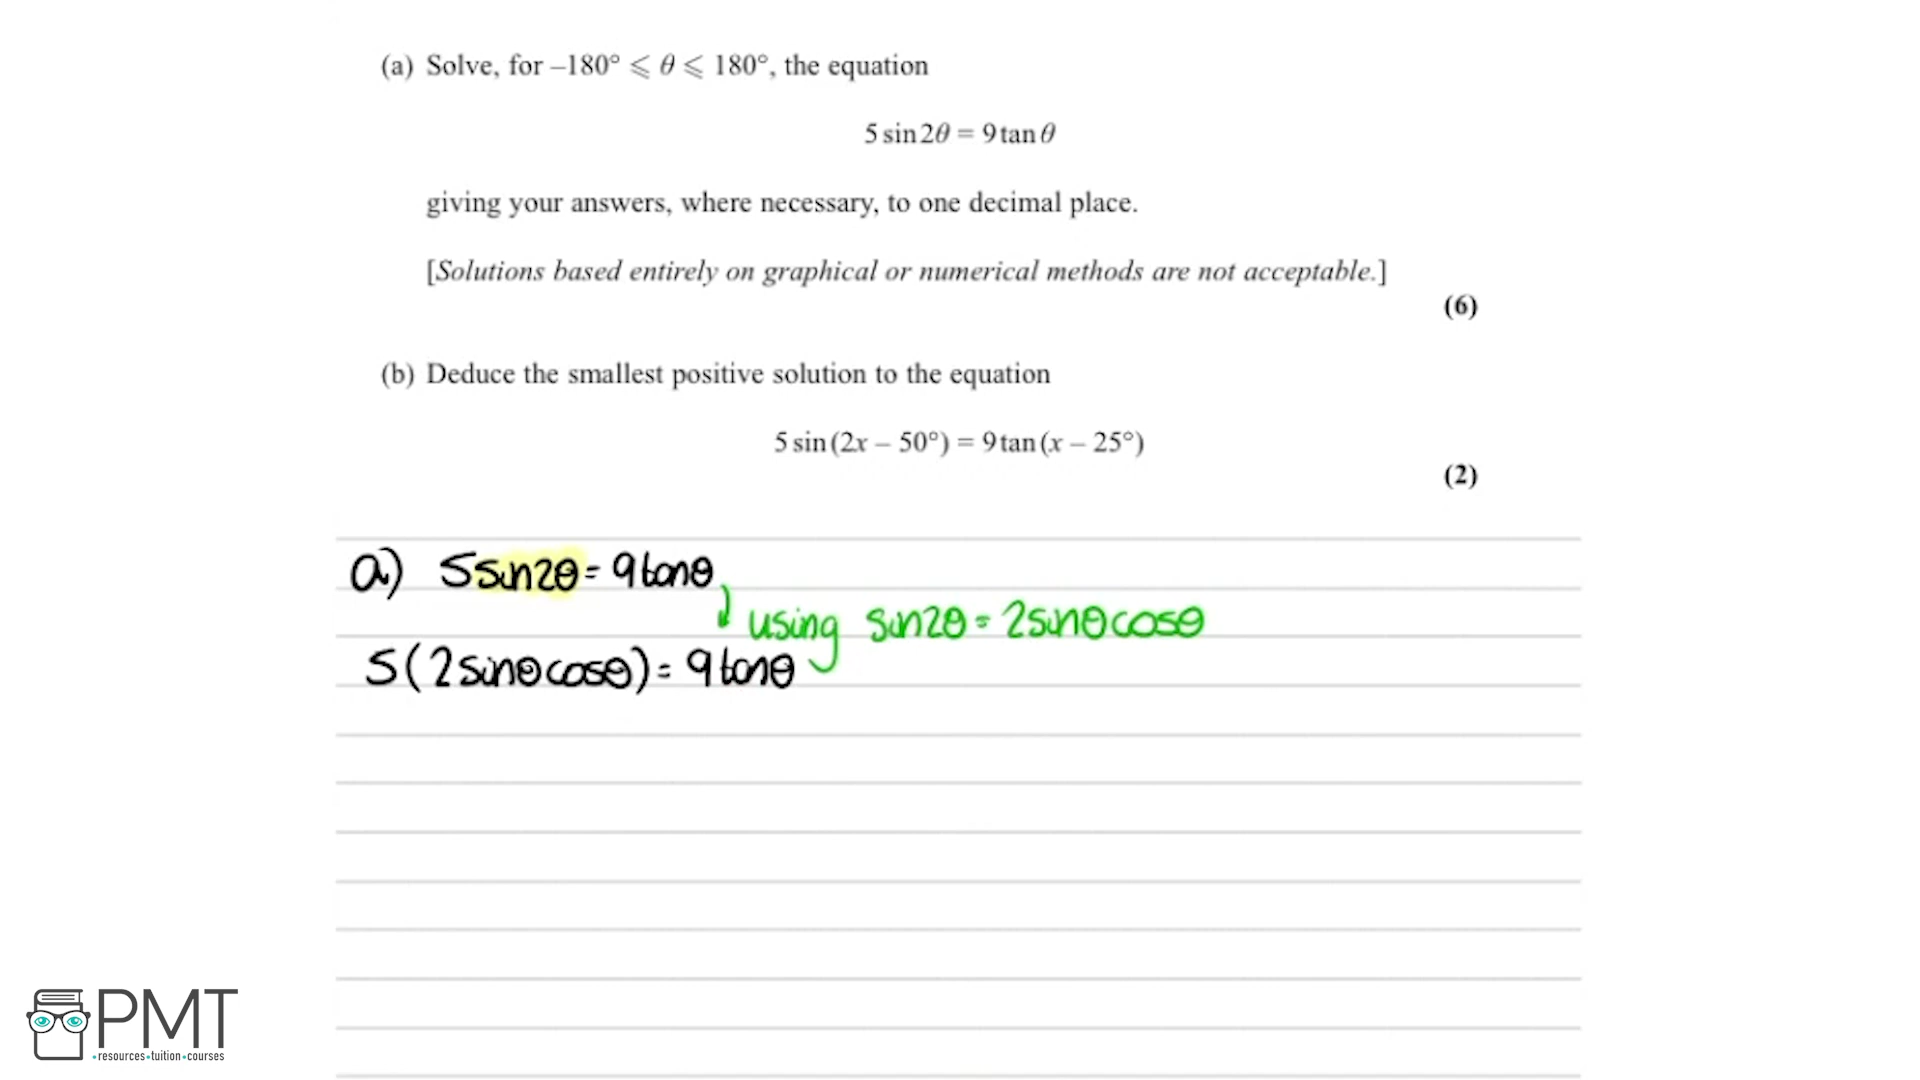 (a) Solve, for –180° ⩽ θ ⩽ 180°, the equation
5 sin 2θ = 9 tan θ
giving your answers, where necessary, to one decimal place.
[Solutions based entirely on graphical or numerical methods are not acceptable.]
(6)
(b) Deduce the smallest positive solution to the equation
5 sin (2x – 50°) = 9 tan (x – 25°)
(2)
a) 5sin2θ = 9tanθ
using sin2θ = 2sinθcosθ
5(2sinθcosθ) = 9tanθ
PMT
•resources•tuition•courses